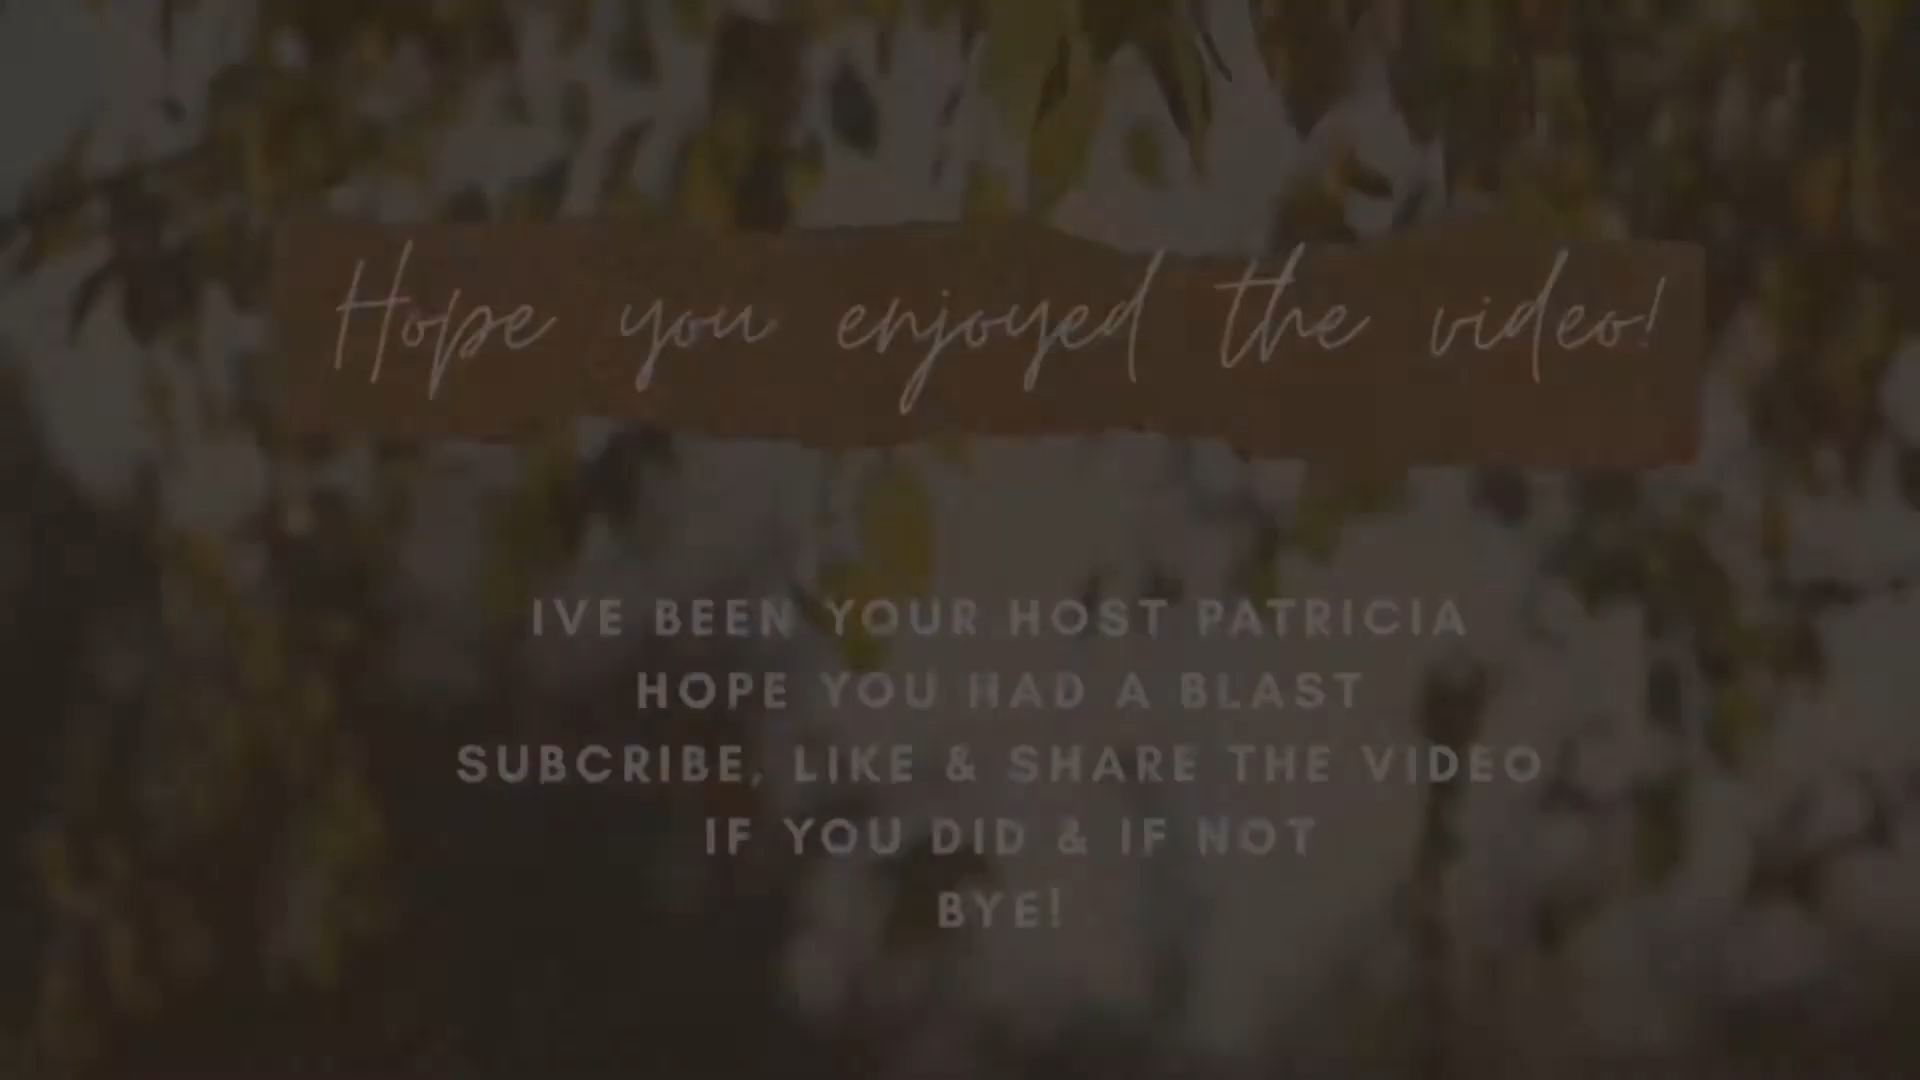 Hope you enjoyed the video!
IVE BEEN YOUR HOST PATRICIA
HOPE YOU HAD A BLAST
SUBCRIBE, LIKE & SHARE THE VIDEO
IF YOU DID & IF NOT
BYE!